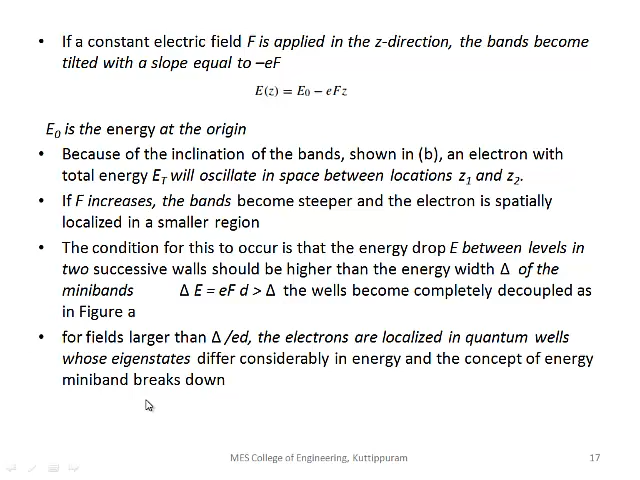 • If a constant electric field F is applied in the z-direction, the bands become
tilted with a slope equal to –eF
E(z) = E₀ − eFz
E₀ is the energy at the origin
• Because of the inclination of the bands, shown in (b), an electron with
total energy E_T will oscillate in space between locations z₁ and z₂.
• If F increases, the bands become steeper and the electron is spatially
localized in a smaller region
• The condition for this to occur is that the energy drop E between levels in
two successive walls should be higher than the energy width Δ of the
minibands Δ E = eF d > Δ the wells become completely decoupled as
in Figure a
• for fields larger than Δ /ed, the electrons are localized in quantum wells
whose eigenstates differ considerably in energy and the concept of energy
miniband breaks down
MES College of Engineering, Kuttippuram 17